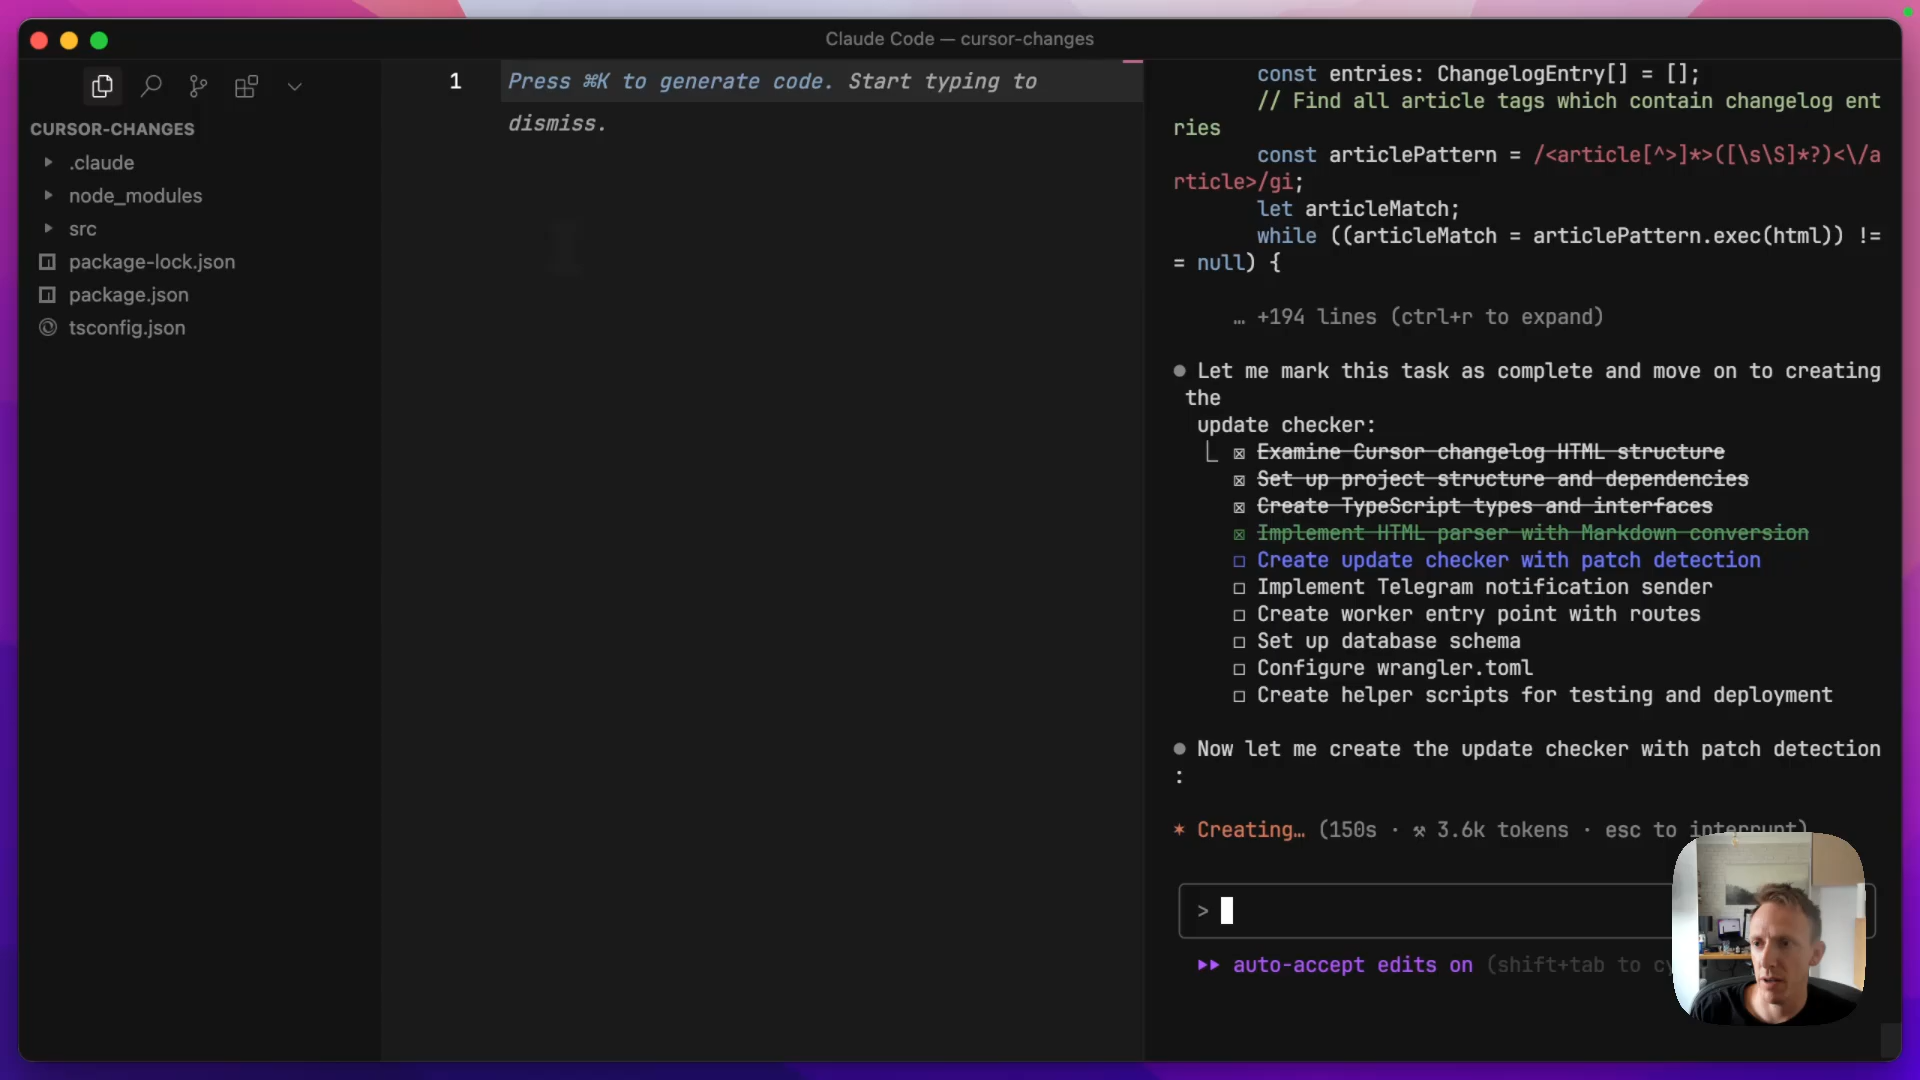 Claude Code — cursor-changes
CURSOR-CHANGES
.claude
node_modules
src
package-lock.json
package.json
tsconfig.json
1
Press ⌘K to generate code. Start typing to
dismiss.
const entries: ChangelogEntry[] = [];
// Find all article tags which contain changelog ent
ries
const articlePattern = /<article[^>]*>([\s\S]*?)<\/a
rticle>/gi;
let articleMatch;
while ((articleMatch = articlePattern.exec(html)) !=
= null) {
… +194 lines (ctrl+r to expand)
● Let me mark this task as complete and move on to creating
the
update checker:
☒ Examine Cursor changelog HTML structure
☒ Set up project structure and dependencies
☒ Create TypeScript types and interfaces
☒ Implement HTML parser with Markdown conversion
☐ Create update checker with patch detection
☐ Implement Telegram notification sender
☐ Create worker entry point with routes
☐ Set up database schema
☐ Configure wrangler.toml
☐ Create helper scripts for testing and deployment
● Now let me create the update checker with patch detection
:
✶ Creating… (150s · ⚒ 3.6k tokens · esc to interrupt)
>
⏵⏵ auto-accept edits on (shift+tab to